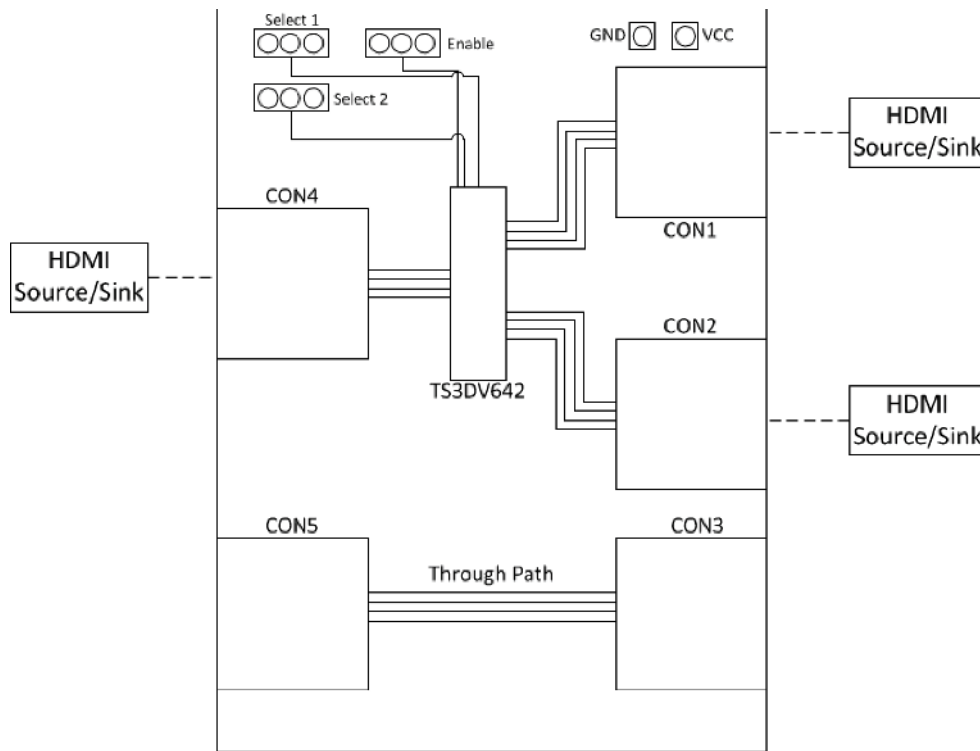 Select 1
Enable
GND
VCC
Select 2
HDMI
Source/Sink
CON4
CON1
HDMI
Source/Sink
CON2
TS3DV642
HDMI
Source/Sink
CON5
CON3
Through Path